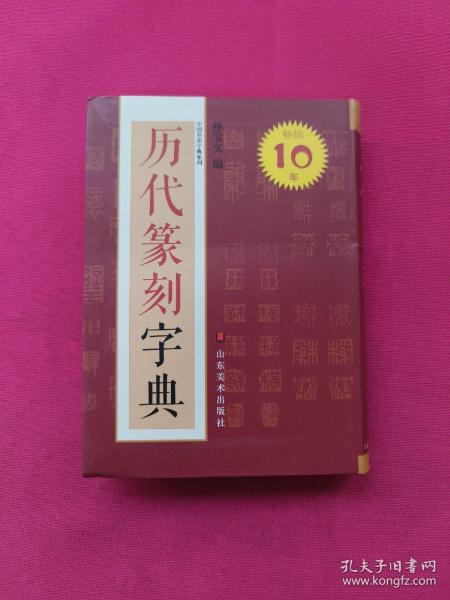 历代篆刻字典
中国书法字典系列
孙宝文 编
畅销
10
年
山东美术出版社
孔夫子旧书网
www.kongfz.com